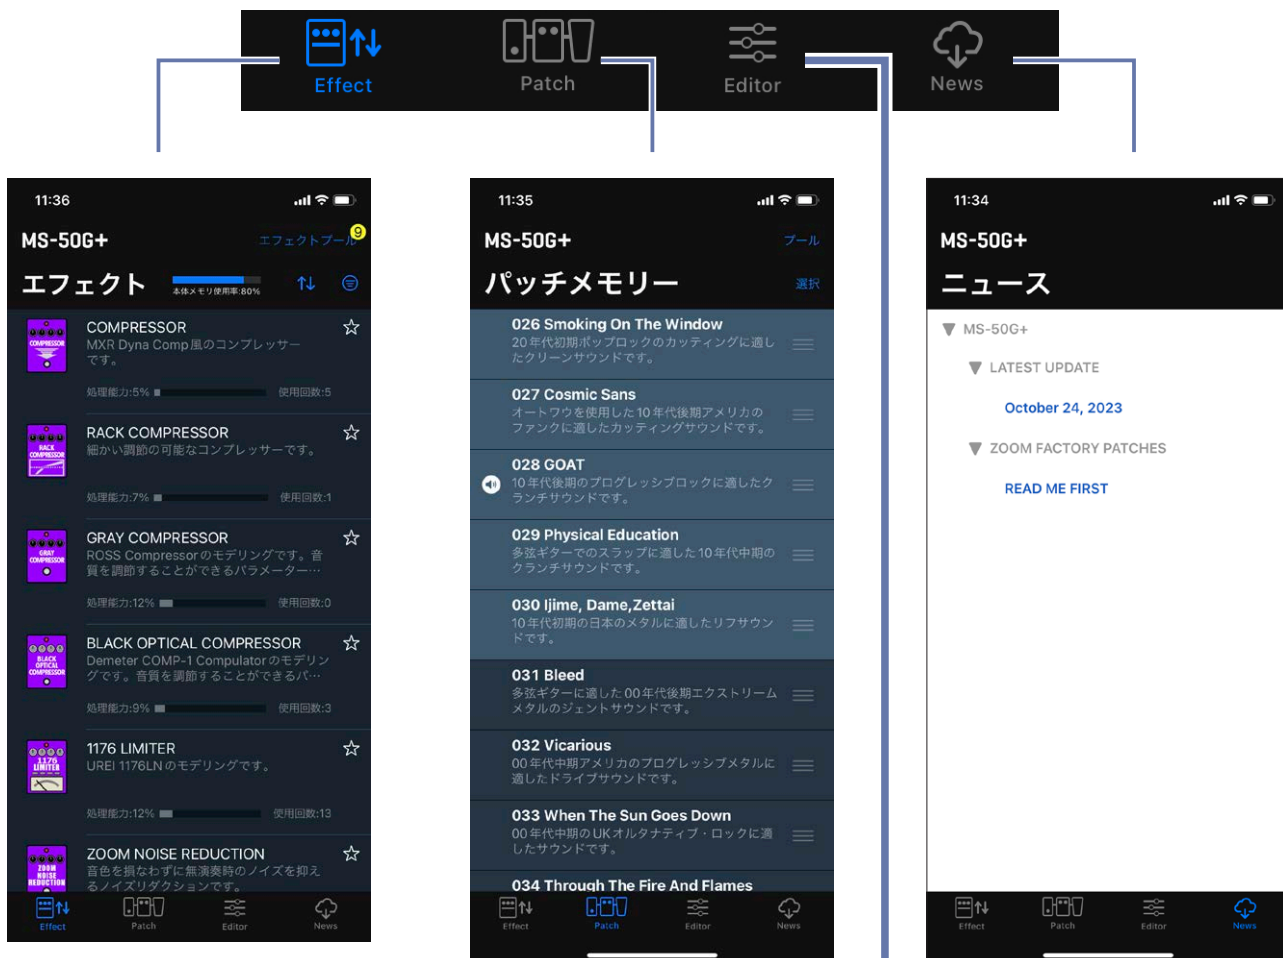 Effect
Patch
Editor
News
11:36
MS-50G+
エフェクトプール
9
エフェクト
本体メモリ使用率:80%
COMPRESSOR
COMPRESSOR
MXR Dyna Comp風のコンプレッサー
です。
処理能力:5%
使用回数:5
RACK
COMPRESSOR
RACK COMPRESSOR
細かい調節の可能なコンプレッサーです。
処理能力:7%
使用回数:1
GRAY
COMPRESSOR
GRAY COMPRESSOR
ROSS Compressorのモデリングです。音
質を調節することができるパラメーター…
処理能力:12%
使用回数:0
BLACK
OPTICAL
COMPRESSOR
BLACK OPTICAL COMPRESSOR
Demeter COMP-1 Compulatorのモデリン
グです。音質を調節することができるパ…
処理能力:9%
使用回数:3
1176
LIMITER
1176 LIMITER
UREI 1176LNのモデリングです。
処理能力:12%
使用回数:13
ZOOM
NOISE
REDUCTION
ZOOM NOISE REDUCTION
音色を損なわずに無演奏時のノイズを抑え
るノイズリダクションです。
Effect
Patch
Editor
News
11:35
MS-50G+
プール
パッチメモリー
選択
026 Smoking On The Window
20年代初期ポップロックのカッティングに適し
たクリーンサウンドです。
027 Cosmic Sans
オートワウを使用した10年代後期アメリカの
ファンクに適したカッティングサウンドです。
028 GOAT
10年代後期のプログレッシブロックに適したク
ランチサウンドです。
029 Physical Education
多弦ギターでのスラップに適した10年代中期の
クランチサウンドです。
030 Ijime, Dame,Zettai
10年代初期の日本のメタルに適したリフサウン
ドです。
031 Bleed
多弦ギターに適した00年代後期エクストリーム
メタルのジェントサウンドです。
032 Vicarious
00年代中期アメリカのプログレッシブメタルに
適したドライブサウンドです。
033 When The Sun Goes Down
00年代中期のUKオルタナティブ・ロックに適
したサウンドです。
034 Through The Fire And Flames
Effect
Patch
Editor
News
11:34
MS-50G+
ニュース
MS-50G+
LATEST UPDATE
October 24, 2023
ZOOM FACTORY PATCHES
READ ME FIRST
Effect
Patch
Editor
News